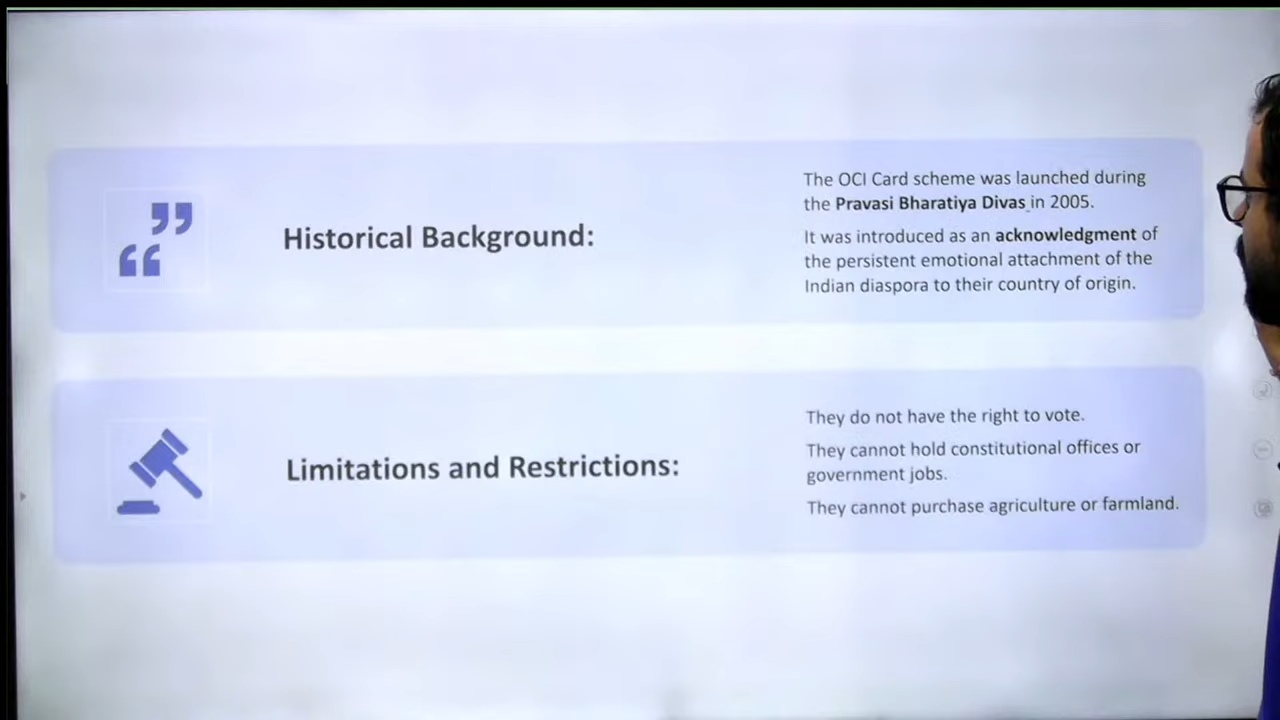 Historical Background:
The OCI Card scheme was launched during
the Pravasi Bharatiya Divas in 2005.
It was introduced as an acknowledgment of
the persistent emotional attachment of the
Indian diaspora to their country of origin.
Limitations and Restrictions:
They do not have the right to vote.
They cannot hold constitutional offices or
government jobs.
They cannot purchase agriculture or farmland.